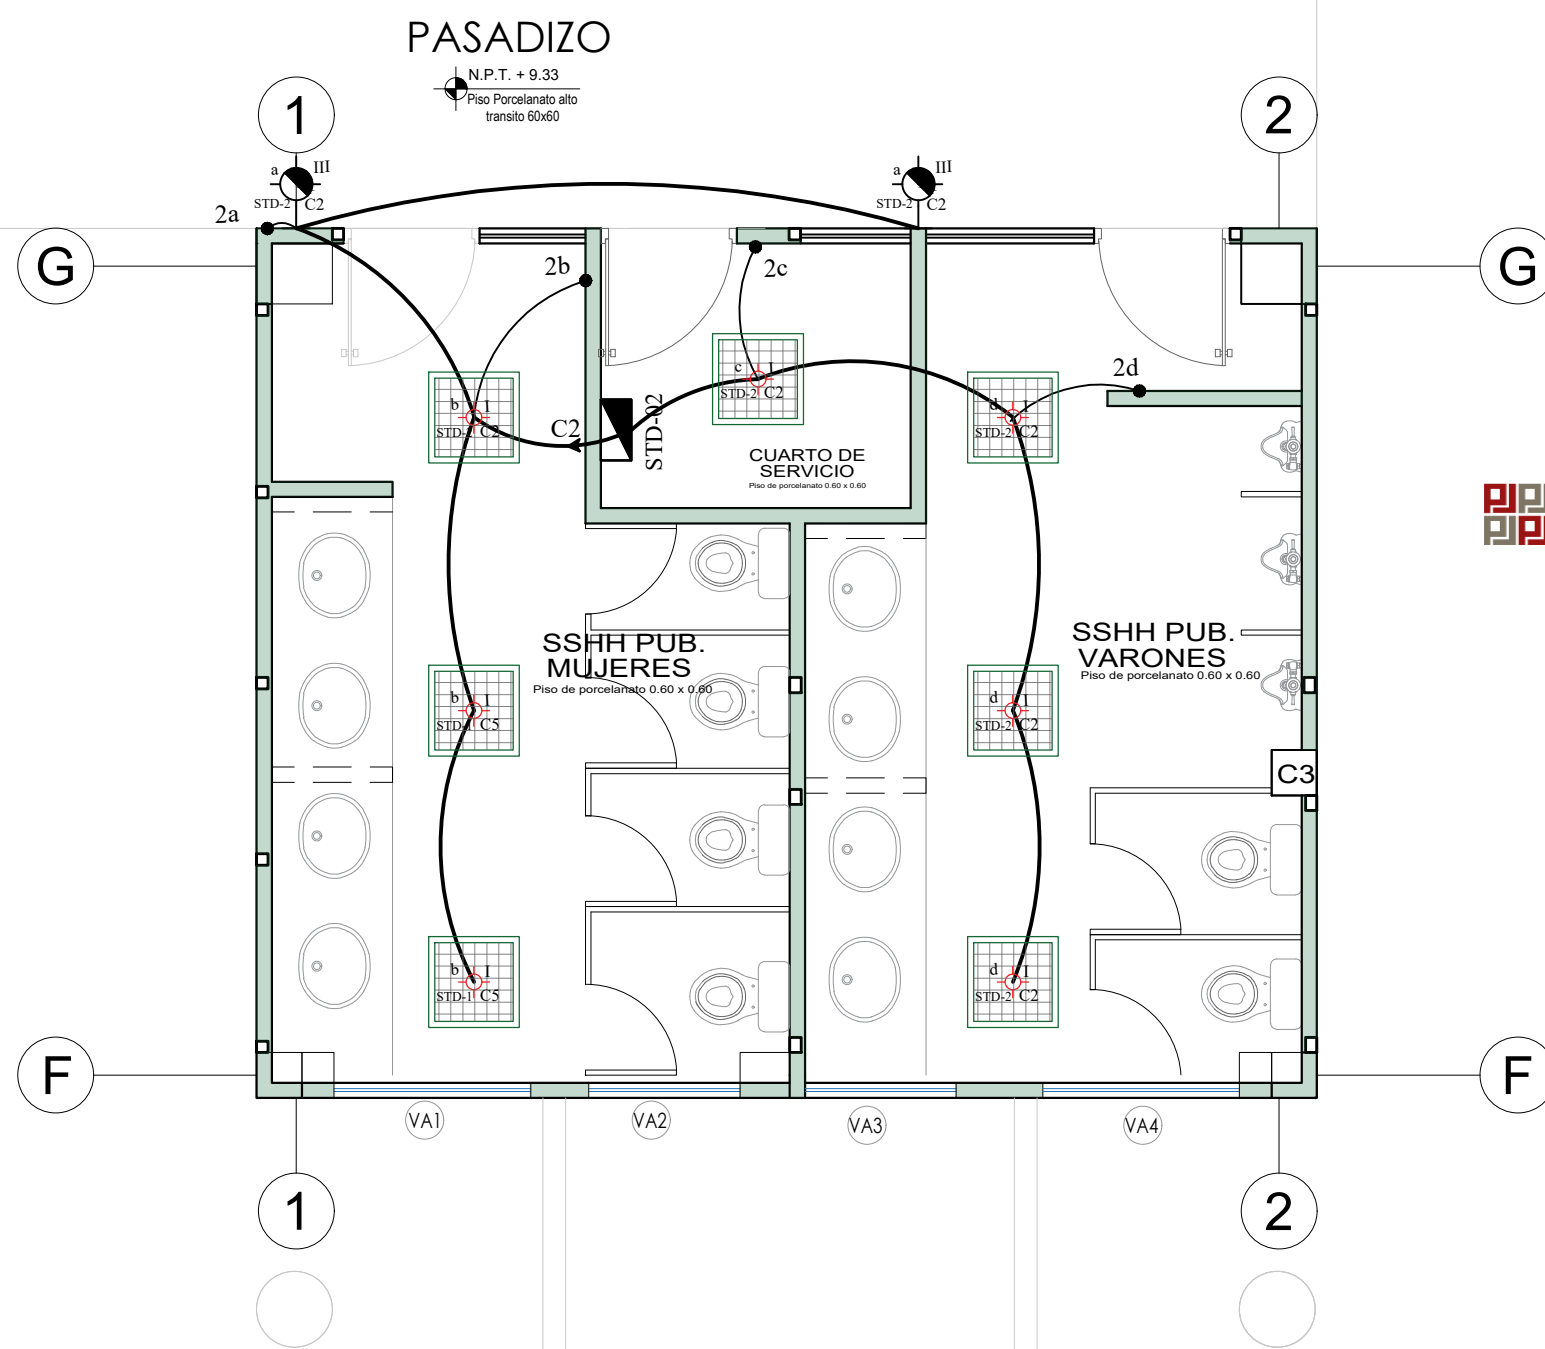 PASADIZO
N.P.T. + 9.33
Piso Porcelanato alto
transito 60x60
1
2
a III
STD-2 C2
a III
STD-2 C2
2a
G
G
2b
2c
2d
c I
STD-2 C2
b I
C2
d I
STD-2 C2
C2
STD-02
CUARTO DE
SERVICIO
Piso de porcelanato 0.60 x 0.60
SSHH PUB.
MUJERES
Piso de porcelanato 0.60 x 0.60
SSHH PUB.
VARONES
Piso de porcelanato 0.60 x 0.60
b I
STD-1 C5
d I
STD-2 C2
C3
b I
STD-1 C5
d I
STD-2 C2
F
F
VA1
VA2
VA3
VA4
1
2